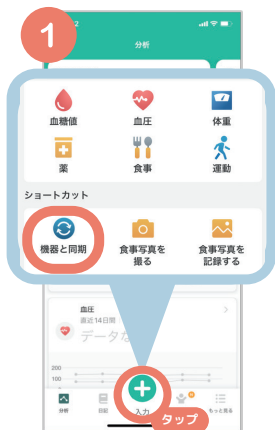 1
2
分析
血糖値
血圧
体重
薬
食事
運動
ショートカット
機器と同期
食事写真を
撮る
食事写真を
記録する
血圧
直近14日間
データな
200
100
分析
日記
入力
もっと見る
タップ